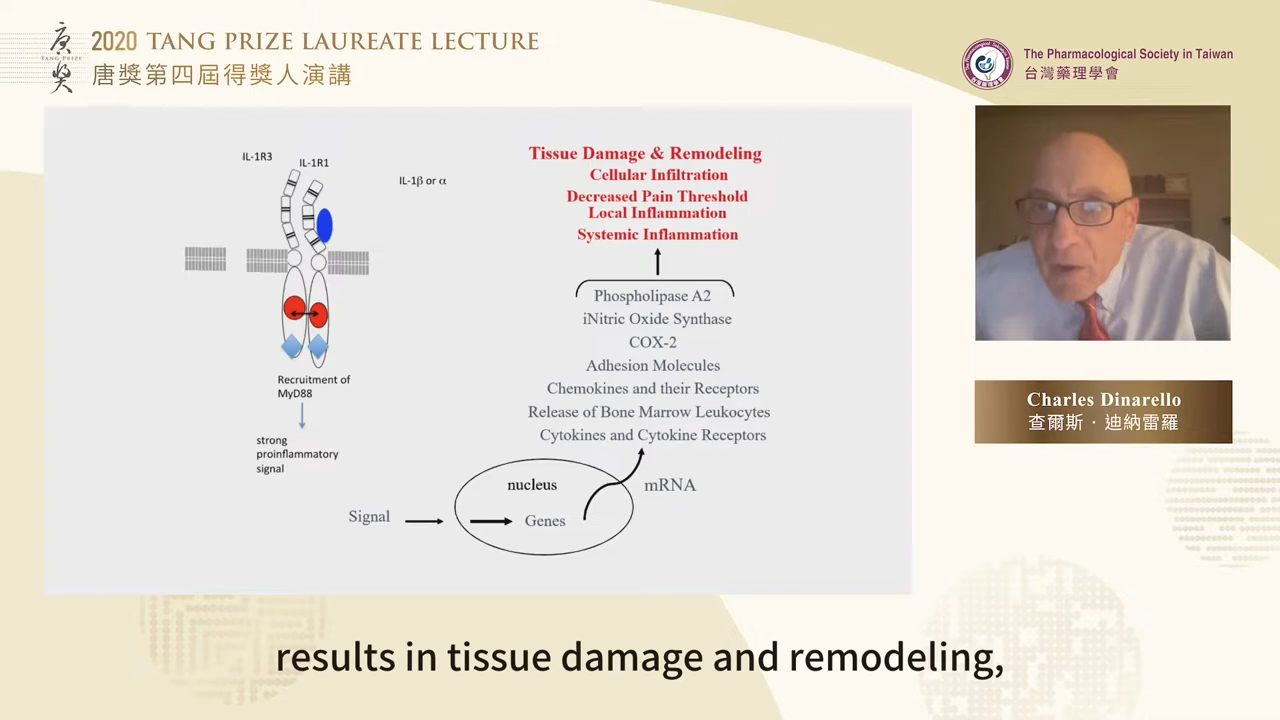 唐獎
TANG PRIZE
2020 TANG PRIZE LAUREATE LECTURE
唐獎第四屆得獎人演講
The Pharmacological Society in Taiwan
台灣藥理學會
IL-1R3
IL-1R1
IL-1β or α
Recruitment of
MyD88
strong
proinflammatory
signal
Tissue Damage & Remodeling
Cellular Infiltration
Decreased Pain Threshold
Local Inflammation
Systemic Inflammation
Phospholipase A2
iNitric Oxide Synthase
COX-2
Adhesion Molecules
Chemokines and their Receptors
Release of Bone Marrow Leukocytes
Cytokines and Cytokine Receptors
nucleus
mRNA
Signal
Genes
Charles Dinarello
查爾斯·迪納雷羅
results in tissue damage and remodeling,